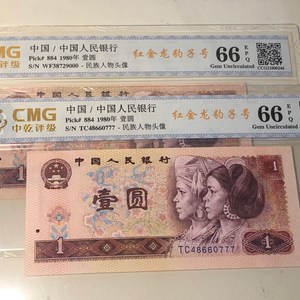 CMG
中乾评级
中国 / 中国人民银行
Pick# 884 1980年 壹圆
S/N WF38729000 - 民族人物头像
红金龙豹子号
66 EPQ
Gem Uncirculated
CMG
中乾评级
中国 / 中国人民银行
Pick# 884 1980年 壹圆
S/N TC48660777 - 民族人物头像
红金龙豹子号
66 EPQ
Gem Uncirculated
中国人民银行
壹圆
1
TC48660777
1